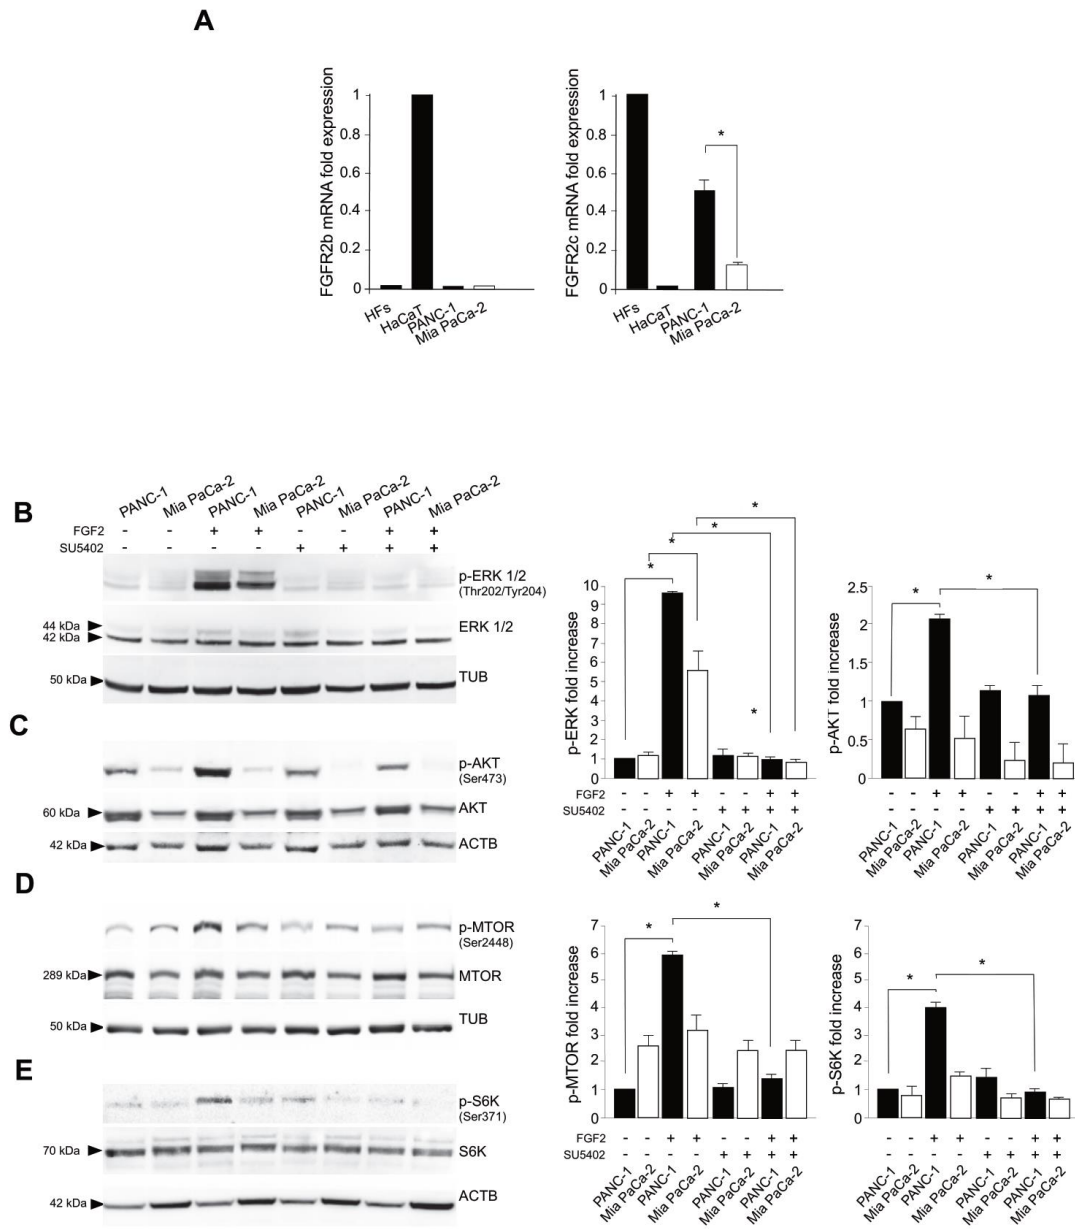 A
FGFR2b mRNA fold expression
1
0.8
0.6
0.4
0.2
0
HFs
HaCaT
PANC-1
Mia PaCa-2
FGFR2c mRNA fold expression
1
0.8
0.6
0.4
0.2
0
*
HFs
HaCaT
PANC-1
Mia PaCa-2
B
PANC-1 Mia PaCa-2 PANC-1 Mia PaCa-2 PANC-1 Mia PaCa-2 PANC-1 Mia PaCa-2
FGF2 - - + + - - + +
SU5402 - - - - + + + +
p-ERK 1/2
(Thr202/Tyr204)
44 kDa
42 kDa
ERK 1/2
50 kDa
TUB
p-ERK fold increase
10
9
8
7
6
5
4
3
2
1
0
* * * * *
FGF2 - - + + - - + +
SU5402 - - - - + + + +
PANC-1 Mia PaCa-2 PANC-1 Mia PaCa-2 PANC-1 Mia PaCa-2 PANC-1 Mia PaCa-2
p-AKT fold increase
2.5
2
1.5
1
0.5
0
* *
- - + + - - + +
- - - - + + + +
PANC-1 Mia PaCa-2 PANC-1 Mia PaCa-2 PANC-1 Mia PaCa-2 PANC-1 Mia PaCa-2
C
p-AKT
(Ser473)
60 kDa
AKT
42 kDa
ACTB
D
p-MTOR
(Ser2448)
289 kDa
MTOR
50 kDa
TUB
p-MTOR fold increase
7
6
5
4
3
2
1
0
* *
FGF2 - - + + - - + +
SU5402 - - - - + + + +
PANC-1 Mia PaCa-2 PANC-1 Mia PaCa-2 PANC-1 Mia PaCa-2 PANC-1 Mia PaCa-2
p-S6K fold increase
7
6
5
4
3
2
1
0
* *
- - + + - - + +
- - - - + + + +
PANC-1 Mia PaCa-2 PANC-1 Mia PaCa-2 PANC-1 Mia PaCa-2 PANC-1 Mia PaCa-2
E
p-S6K
(Ser371)
70 kDa
S6K
42 kDa
ACTB